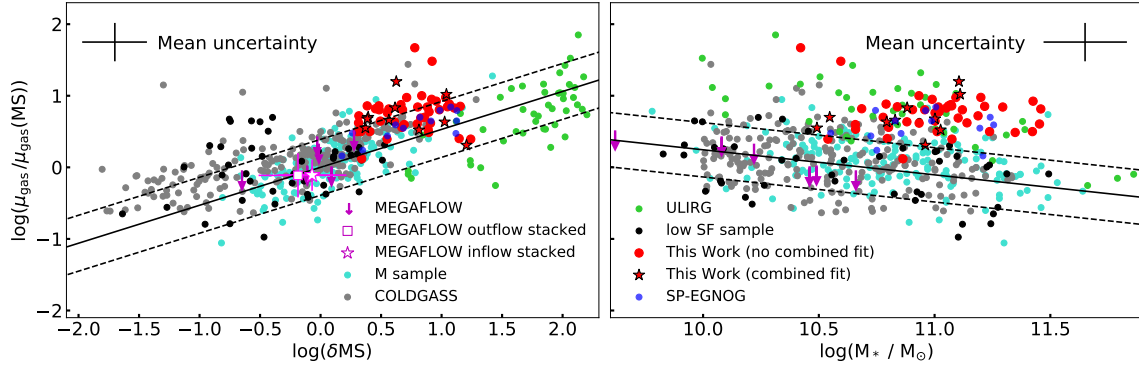 2
1
0
−1
−2
log(μgas /μgas(MS))
Mean uncertainty
MEGAFLOW
MEGAFLOW outflow stacked
MEGAFLOW inflow stacked
M sample
COLDGASS
−2.0 −1.5 −1.0 −0.5 0.0 0.5 1.0 1.5 2.0
log(δMS)
Mean uncertainty
ULIRG
low SF sample
This Work (no combined fit)
This Work (combined fit)
SP-EGNOG
10.0 10.5 11.0 11.5
log(M* / M⊙)